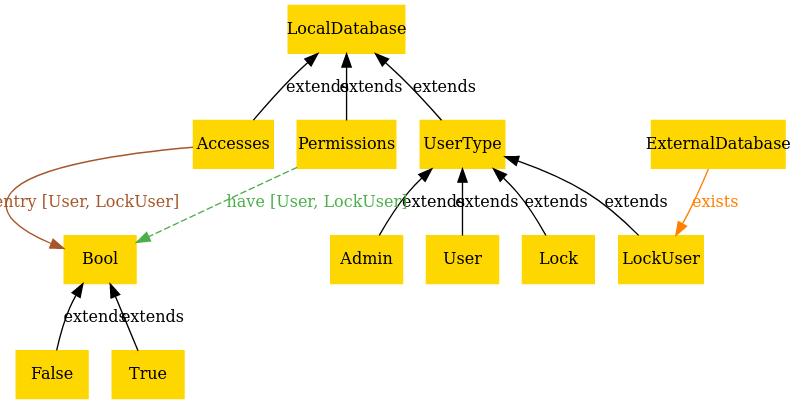 LocalDatabase
extends
extends
extends
Accesses
Permissions
UserType
ExternalDatabase
entry [User, LockUser]
have [User, LockUser]
extends
extends
extends
extends
exists
Bool
Admin
User
Lock
LockUser
extends
extends
False
True